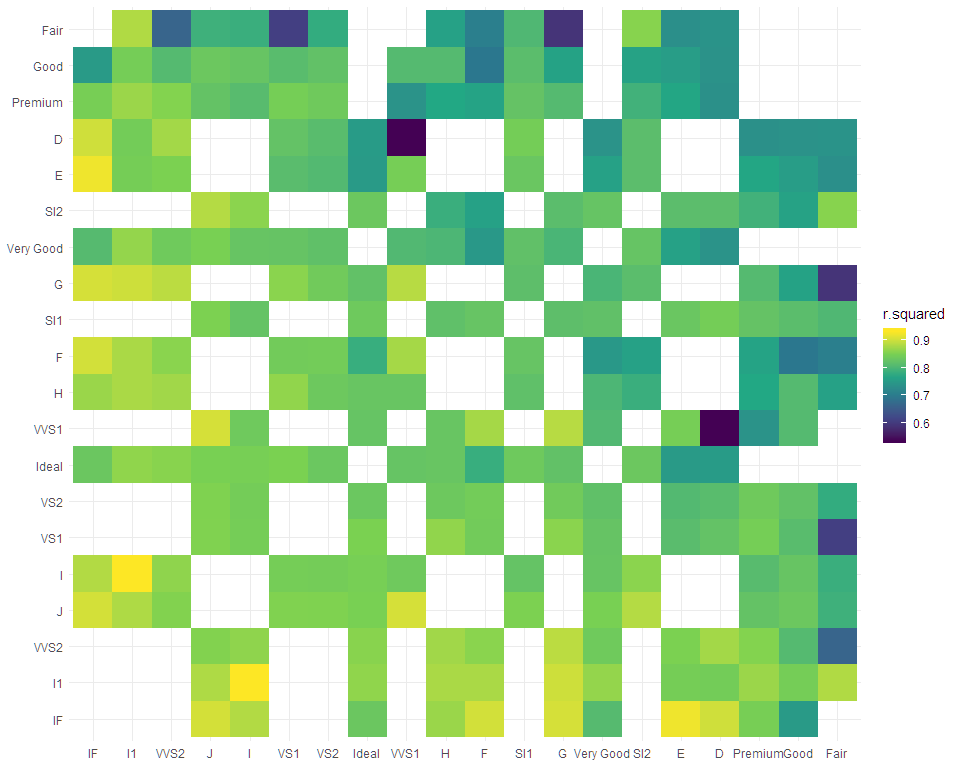 Fair
Good
Premium
D
E
SI2
Very Good
G
SI1
F
H
VVS1
Ideal
VS2
VS1
I
J
VVS2
I1
IF
IF I1 VVS2 J I VS1 VS2 Ideal VVS1 H F SI1 G Very Good SI2 E D Premium Good Fair
r.squared
0.9
0.8
0.7
0.6